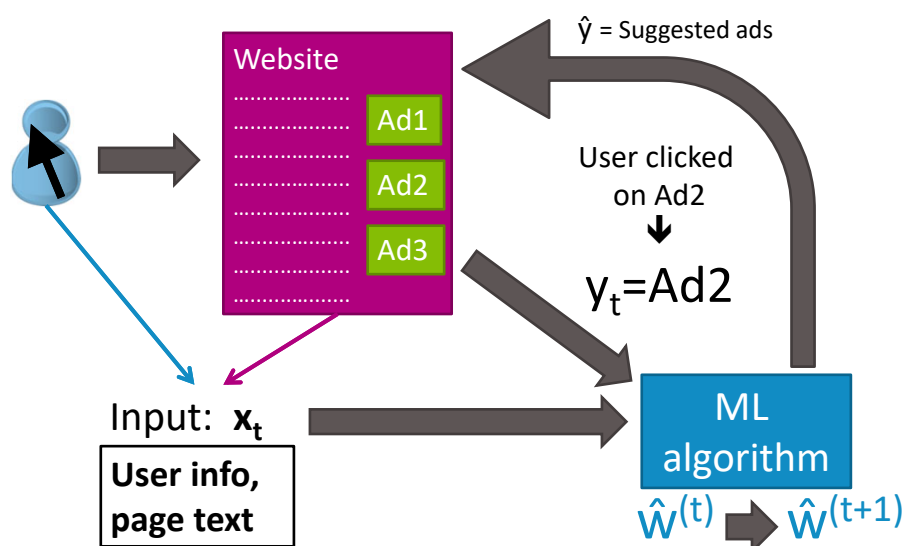 ŷ = Suggested ads
Website
........................
........................
Ad1
........................
........................
Ad2
........................
........................
Ad3
........................
........................
User clicked
on Ad2
🡻
yₜ=Ad2
Input: xₜ
User info,
page text
ML
algorithm
ŵ⁽ᵗ⁾ ŵ⁽ᵗ⁺¹⁾